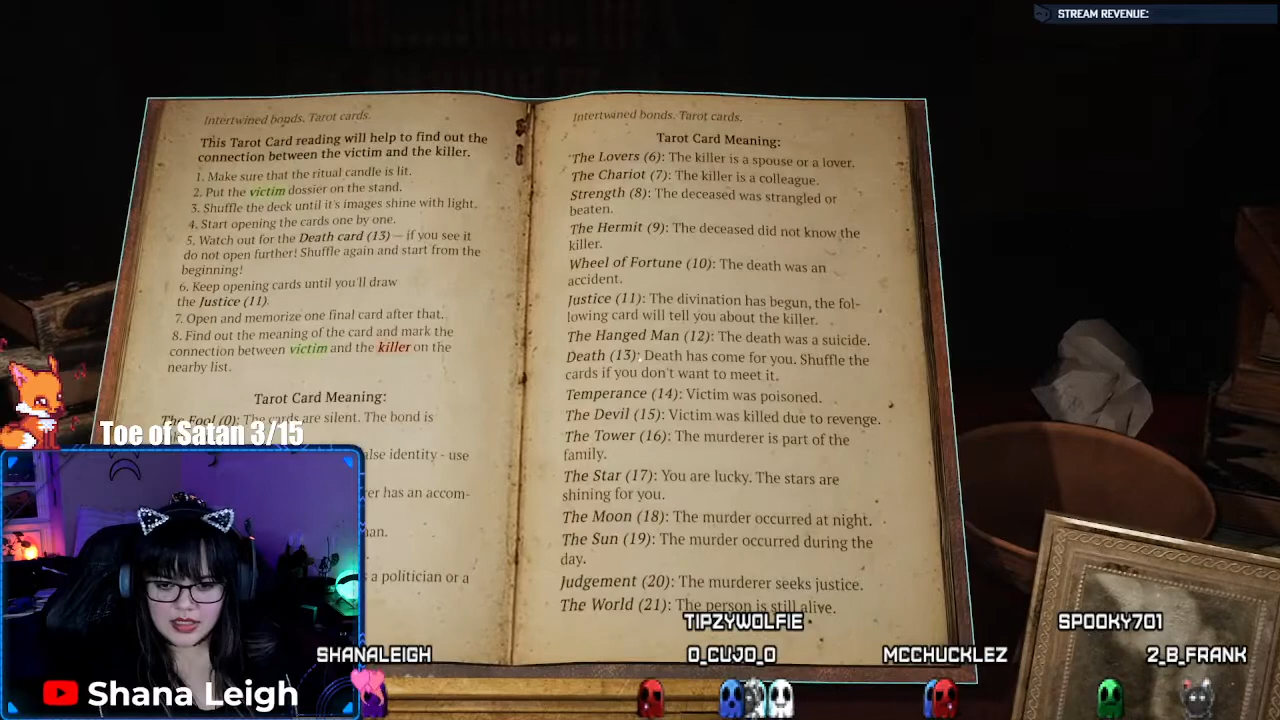 STREAM REVENUE:
Intertwined bonds. Tarot cards.
This Tarot Card reading will help to find out the
connection between the victim and the killer.
1. Make sure that the ritual candle is lit.
2. Put the victim dossier on the stand.
3. Shuffle the deck until it's images shine with light.
4. Start opening the cards one by one.
5. Watch out for the Death card (13) — if you see it
do not open further! Shuffle again and start from the
beginning!
6. Keep opening cards until you'll draw
the Justice (11).
7. Open and memorize one final card after that.
8. Find out the meaning of the card and mark the
connection between victim and the killer on the
nearby list.
Tarot Card Meaning:
The Fool (0): The cards are silent. The bond is
alse identity - use
er has an accom-
nan.
s a politician or a
Intertwined bonds. Tarot cards.
Tarot Card Meaning:
The Lovers (6): The killer is a spouse or a lover.
The Chariot (7): The killer is a colleague.
Strength (8): The deceased was strangled or
beaten.
The Hermit (9): The deceased did not know the
killer.
Wheel of Fortune (10): The death was an
accident.
Justice (11): The divination has begun, the fol-
lowing card will tell you about the killer.
The Hanged Man (12): The death was a suicide.
Death (13): Death has come for you. Shuffle the
cards if you don't want to meet it.
Temperance (14): Victim was poisoned.
The Devil (15): Victim was killed due to revenge.
The Tower (16): The murderer is part of the
family.
The Star (17): You are lucky. The stars are
shining for you.
The Moon (18): The murder occurred at night.
The Sun (19): The murder occurred during the
day.
Judgement (20): The murderer seeks justice.
The World (21): The person is still alive.
Toe of Satan 3/15
TIPZYWOLFIE
SPOOKY701
SHANALEIGH
O_CUJO_O
MCCHUCKLEZ
2_B_FRANK
Shana Leigh